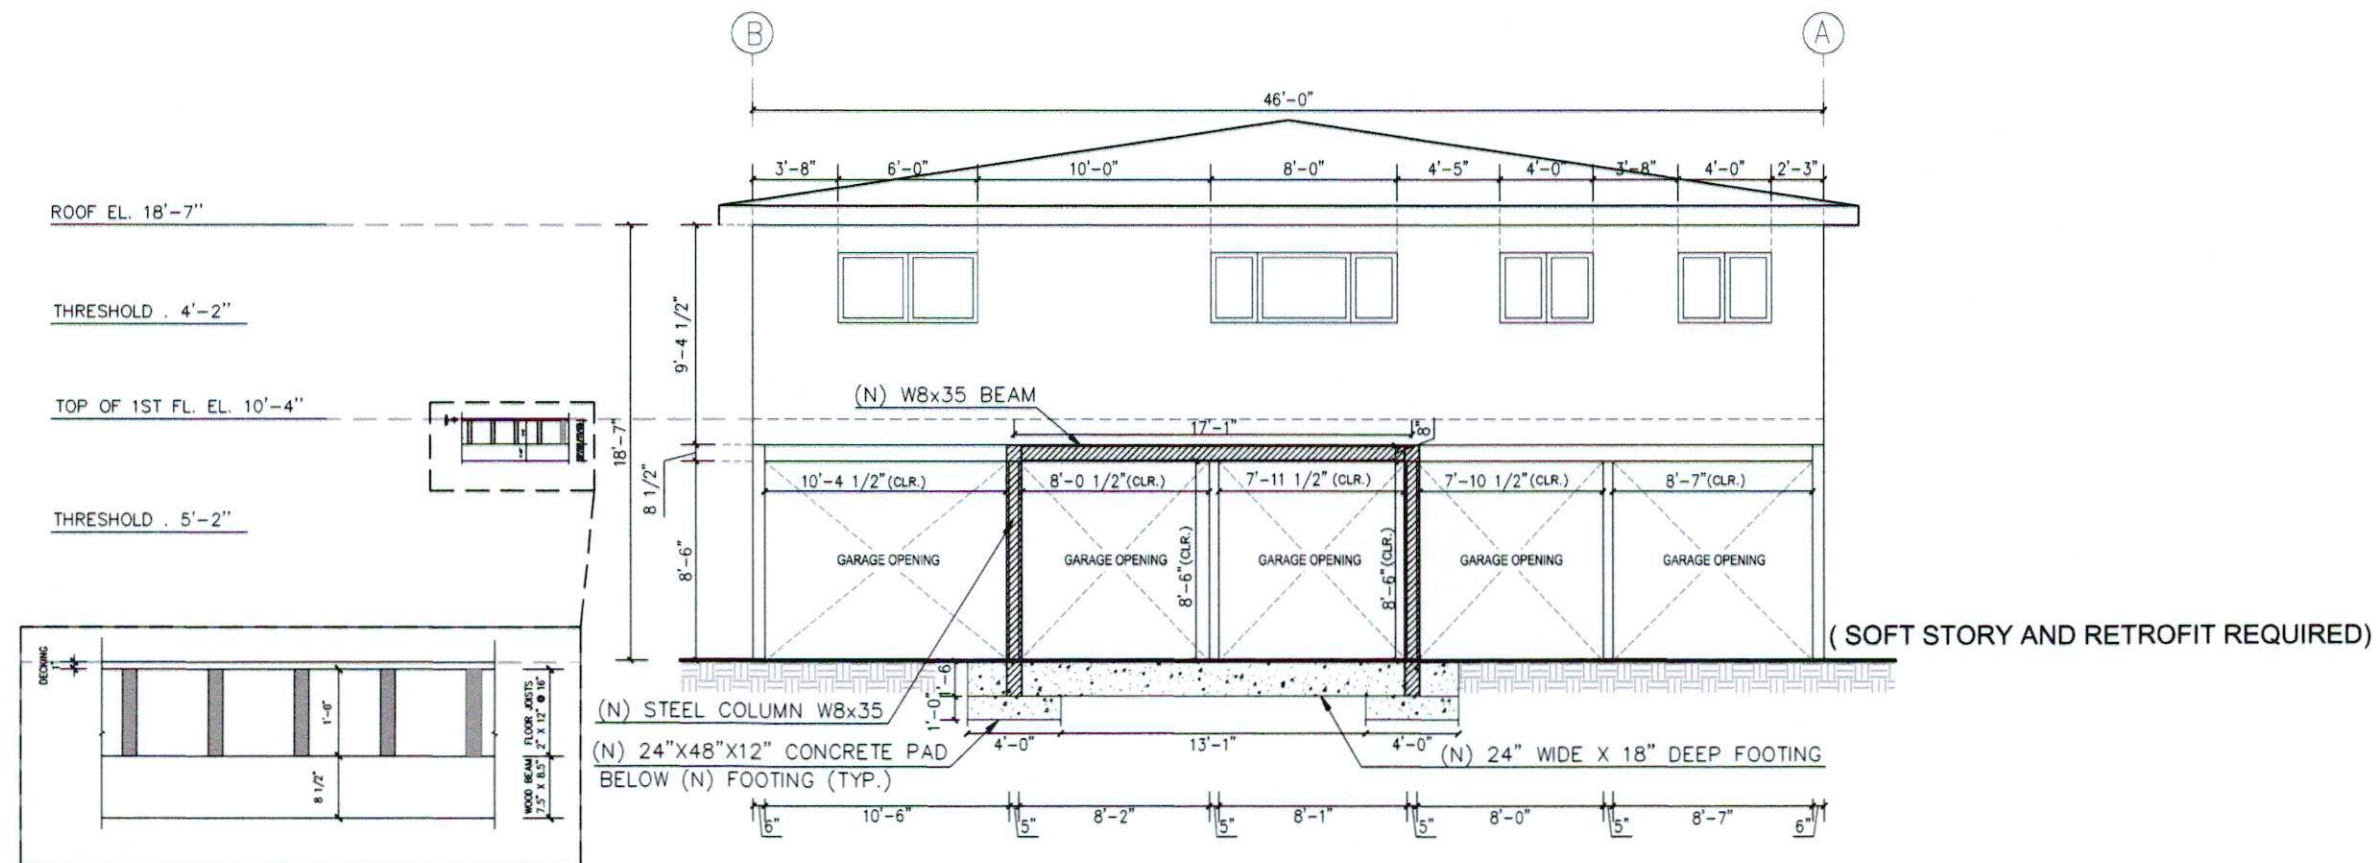 B
A
46'-0"
3'-8"
6'-0"
10'-0"
8'-0"
4'-5"
4'-0"
3'-8"
4'-0"
2'-3"
ROOF EL. 18'-7"
THRESHOLD . 4'-2"
9'-4 1/2"
TOP OF 1ST FL. EL. 10'-4"
(N) W8x35 BEAM
17'-1"
8"
18'-7"
8 1/2"
10'-4 1/2"(CLR.)
8'-0 1/2"(CLR.)
7'-11 1/2" (CLR.)
7'-10 1/2"(CLR.)
8'-7"(CLR.)
THRESHOLD . 5'-2"
8'-6"
GARAGE OPENING
GARAGE OPENING
GARAGE OPENING
GARAGE OPENING
GARAGE OPENING
8'-6"(CLR.)
8'-6"(CLR.)
( SOFT STORY AND RETROFIT REQUIRED)
DECKING
1"
1'-0"
8 1/2"
FLOOR JOISTS
2" X 12" @ 16"
WOOD BEAM
7.5" X 8.5"
1'-6"
1'-0"
(N) STEEL COLUMN W8x35
(N) 24"X48"X12" CONCRETE PAD
BELOW (N) FOOTING (TYP.)
4'-0"
13'-1"
4'-0"
(N) 24" WIDE X 18" DEEP FOOTING
6"
10'-6"
5"
8'-2"
5"
8'-1"
5"
8'-0"
5"
8'-7"
6"